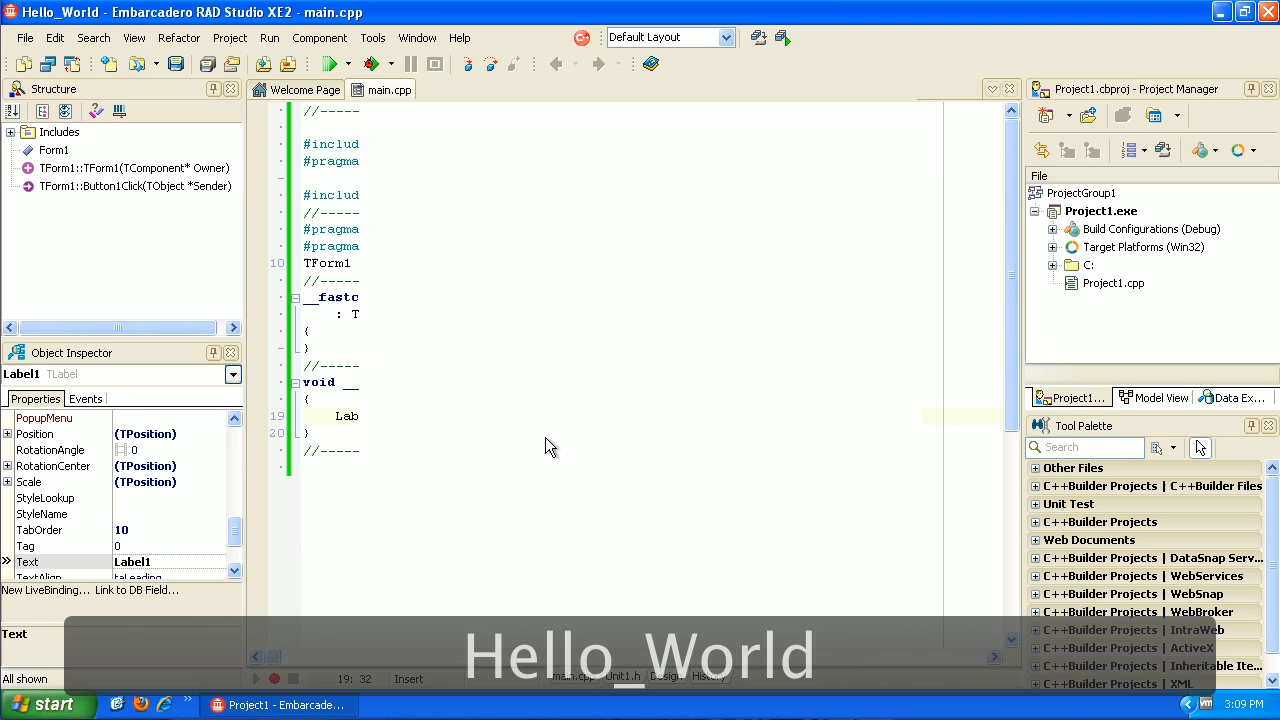 Hello_World - Embarcadero RAD Studio XE2 - main.cpp
File Edit Search View Refactor Project Run Component Tools Window Help
Default Layout
Structure
Includes
Form1
TForm1::TForm1(TComponent* Owner)
TForm1::Button1Click(TObject *Sender)
Object Inspector
Label1 TLabel
Properties Events
PopupMenu
Position (TPosition)
RotationAngle 0
RotationCenter (TPosition)
Scale (TPosition)
StyleLookup
StyleName
TabOrder 10
Tag 0
Text Label1
TextAlign taLeading
New LiveBinding... Link to DB Field...
Text
All shown
Welcome Page main.cpp
//-----
#includ
#pragma
#includ
//-----
#pragma
#pragma
10 TForm1
//-----
__fastc
: T
{
}
//-----
void __
{
19 Lab
20 }
//-----
19: 32 Insert main.cpp Unit1.h Design History
Project1.cbproj - Project Manager
File
ProjectGroup1
Project1.exe
Build Configurations (Debug)
Target Platforms (Win32)
C:
Project1.cpp
Project1... Model View Data Ex...
Tool Palette
Search
Other Files
C++Builder Projects | C++Builder Files
Unit Test
C++Builder Projects
Web Documents
C++Builder Projects | DataSnap Serv...
C++Builder Projects | WebServices
C++Builder Projects | WebSnap
C++Builder Projects | WebBroker
C++Builder Projects | IntraWeb
C++Builder Projects | ActiveX
C++Builder Projects | Inheritable Ite...
C++Builder Projects | XML
Hello_World
start
Project1 - Embarcade...
3:09 PM